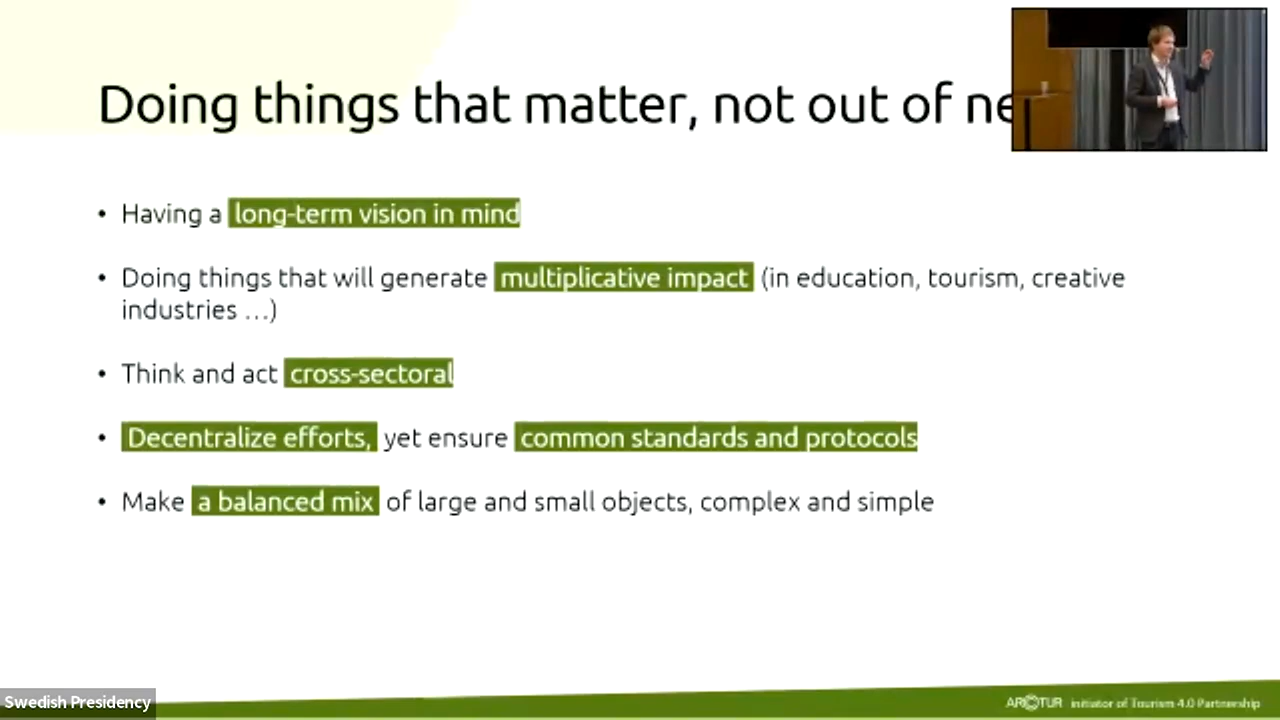 Doing things that matter, not out of
• Having a long-term vision in mind
• Doing things that will generate multiplicative impact (in education, tourism, creative
industries ...)
• Think and act cross-sectoral
• Decentralize efforts, yet ensure common standards and protocols
• Make a balanced mix of large and small objects, complex and simple
Swedish Presidency
ARCTUR initiator of Tourism 4.0 Partnership